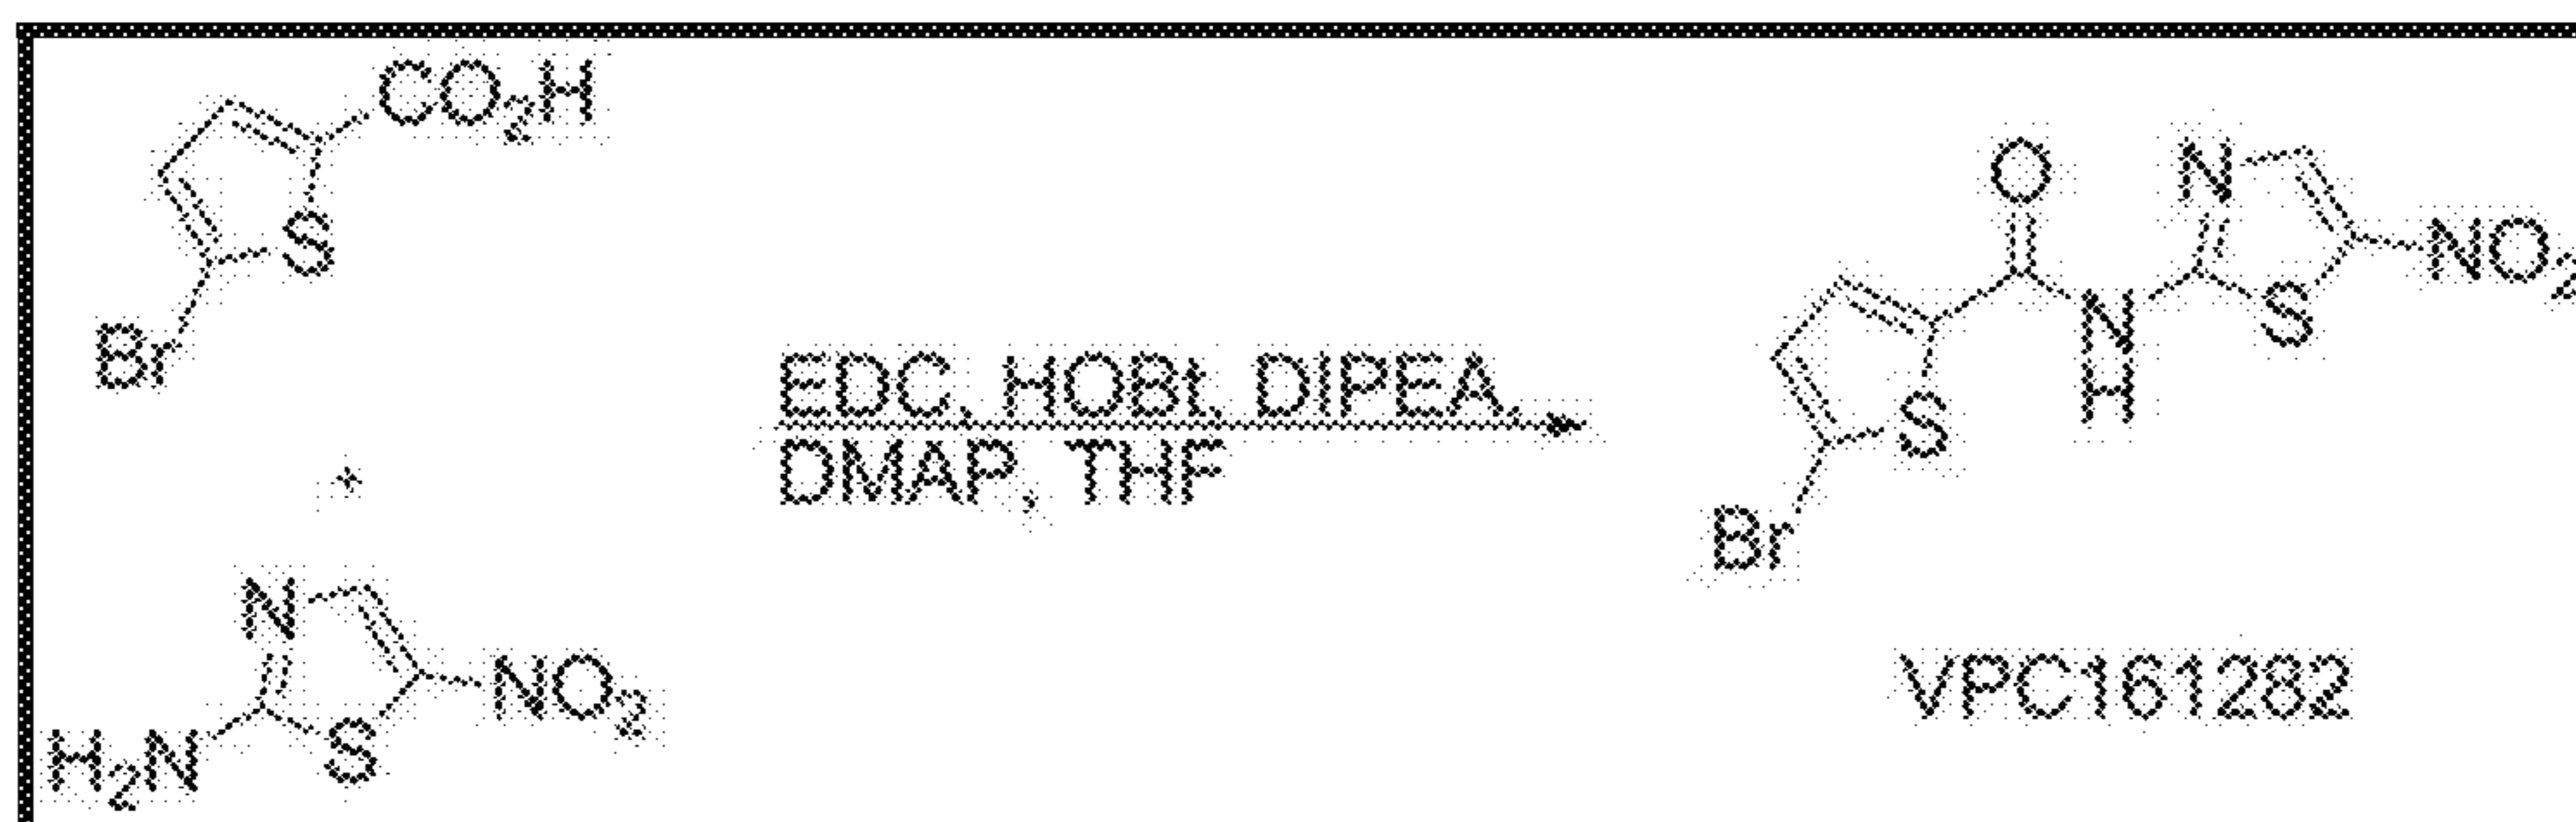 CO2H
S
Br
+
N
NO2
H2N
S
EDC, HOBt, DIPEA,
DMAP, THF
O
N
NO2
N
H
S
S
Br
VPC161282